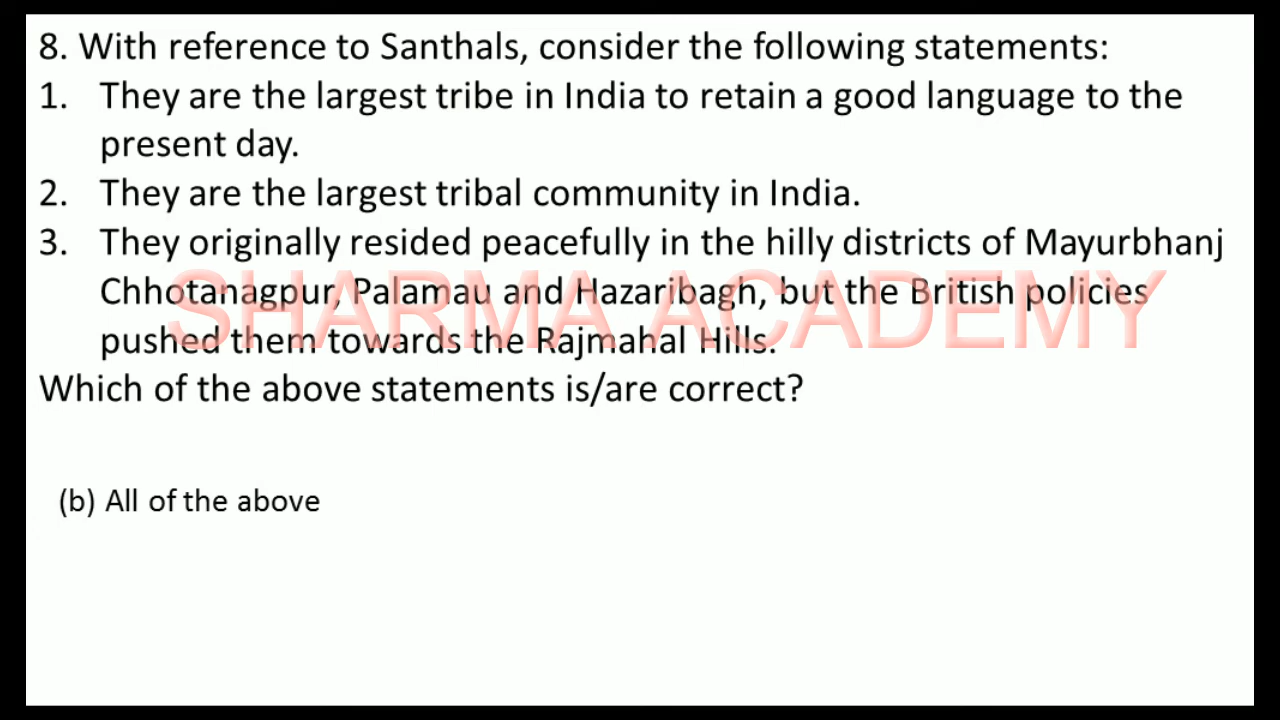 8. With reference to Santhals, consider the following statements:
1. They are the largest tribe in India to retain a good language to the
present day.
2. They are the largest tribal community in India.
3. They originally resided peacefully in the hilly districts of Mayurbhanj
Chhotanagpur, Palamau and Hazaribagh, but the British policies
pushed them towards the Rajmahal Hills.
SHARMA ACADEMY
Which of the above statements is/are correct?
(b) All of the above